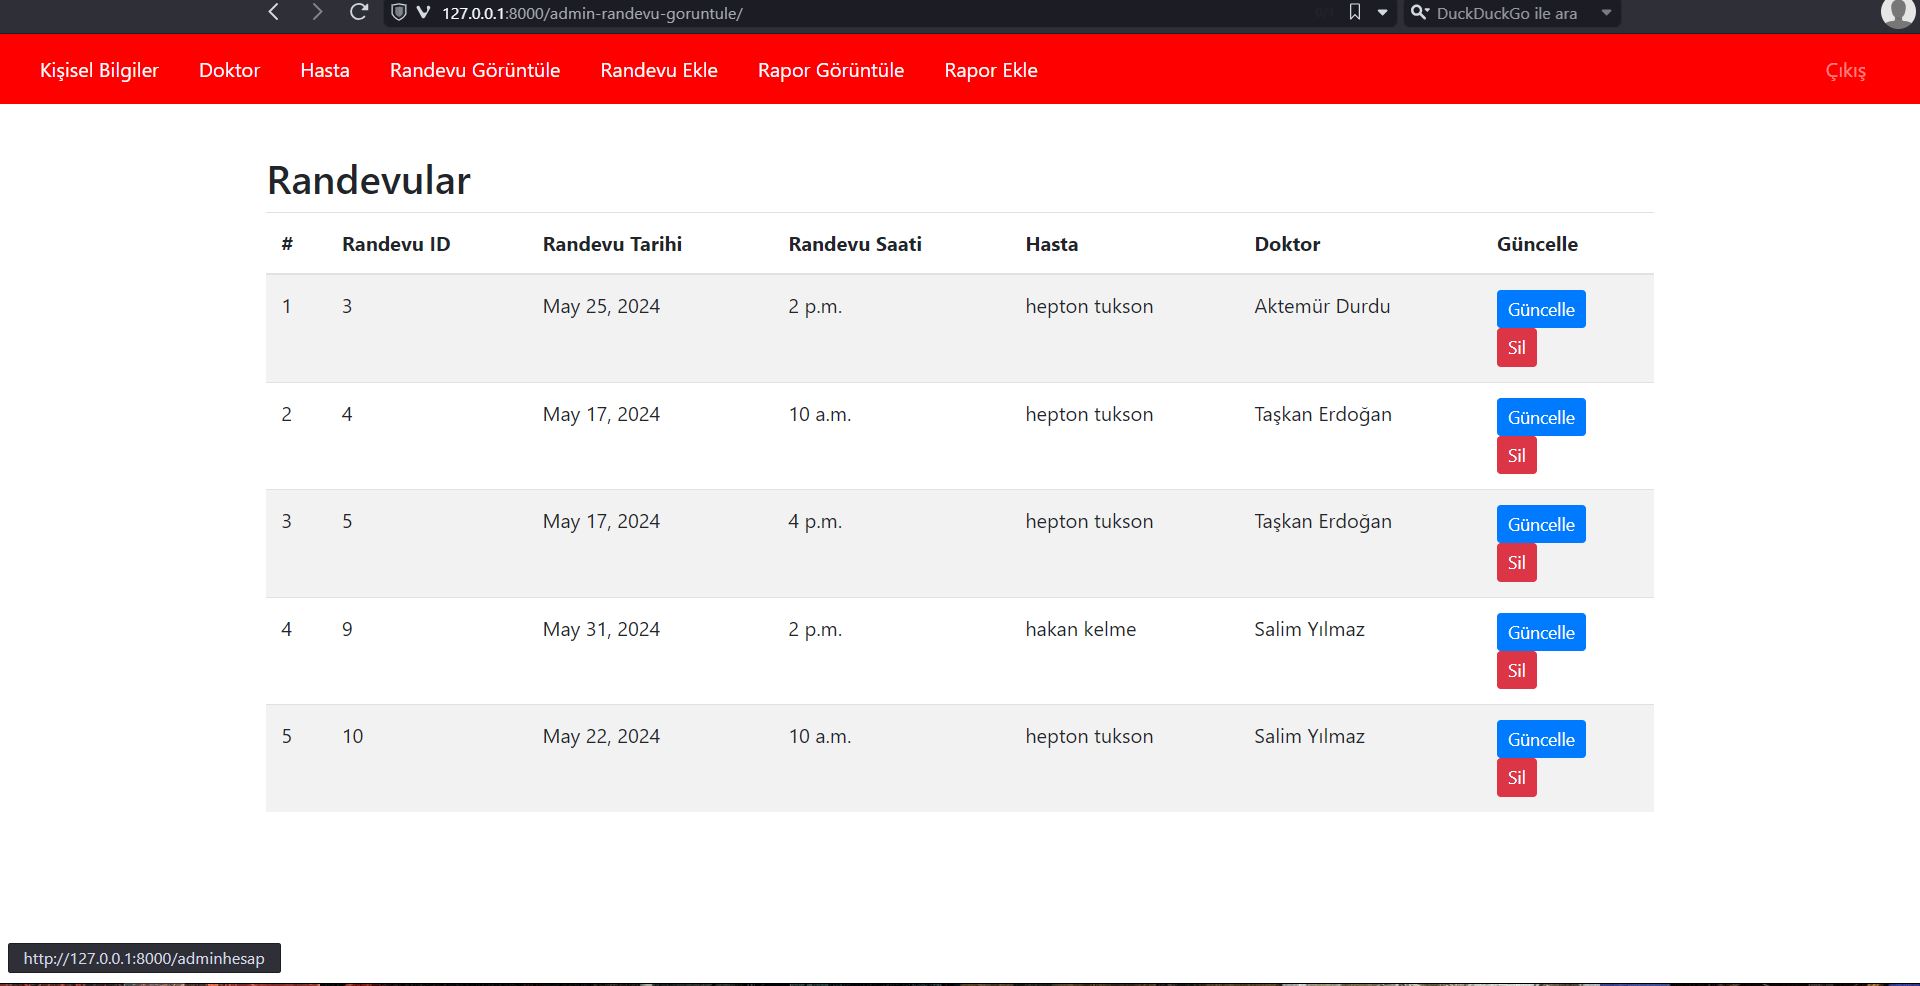 127.0.0.1:8000/admin-randevu-goruntule/ DuckDuckGo ile ara
Kişisel Bilgiler Doktor Hasta Randevu Görüntüle Randevu Ekle Rapor Görüntüle Rapor Ekle Çıkış
Randevular
# Randevu ID Randevu Tarihi Randevu Saati Hasta Doktor Güncelle
1 3 May 25, 2024 2 p.m. hepton tukson Aktemür Durdu Güncelle
Sil
2 4 May 17, 2024 10 a.m. hepton tukson Taşkan Erdoğan Güncelle
Sil
3 5 May 17, 2024 4 p.m. hepton tukson Taşkan Erdoğan Güncelle
Sil
4 9 May 31, 2024 2 p.m. hakan kelme Salim Yılmaz Güncelle
Sil
5 10 May 22, 2024 10 a.m. hepton tukson Salim Yılmaz Güncelle
Sil
http://127.0.0.1:8000/adminhesap